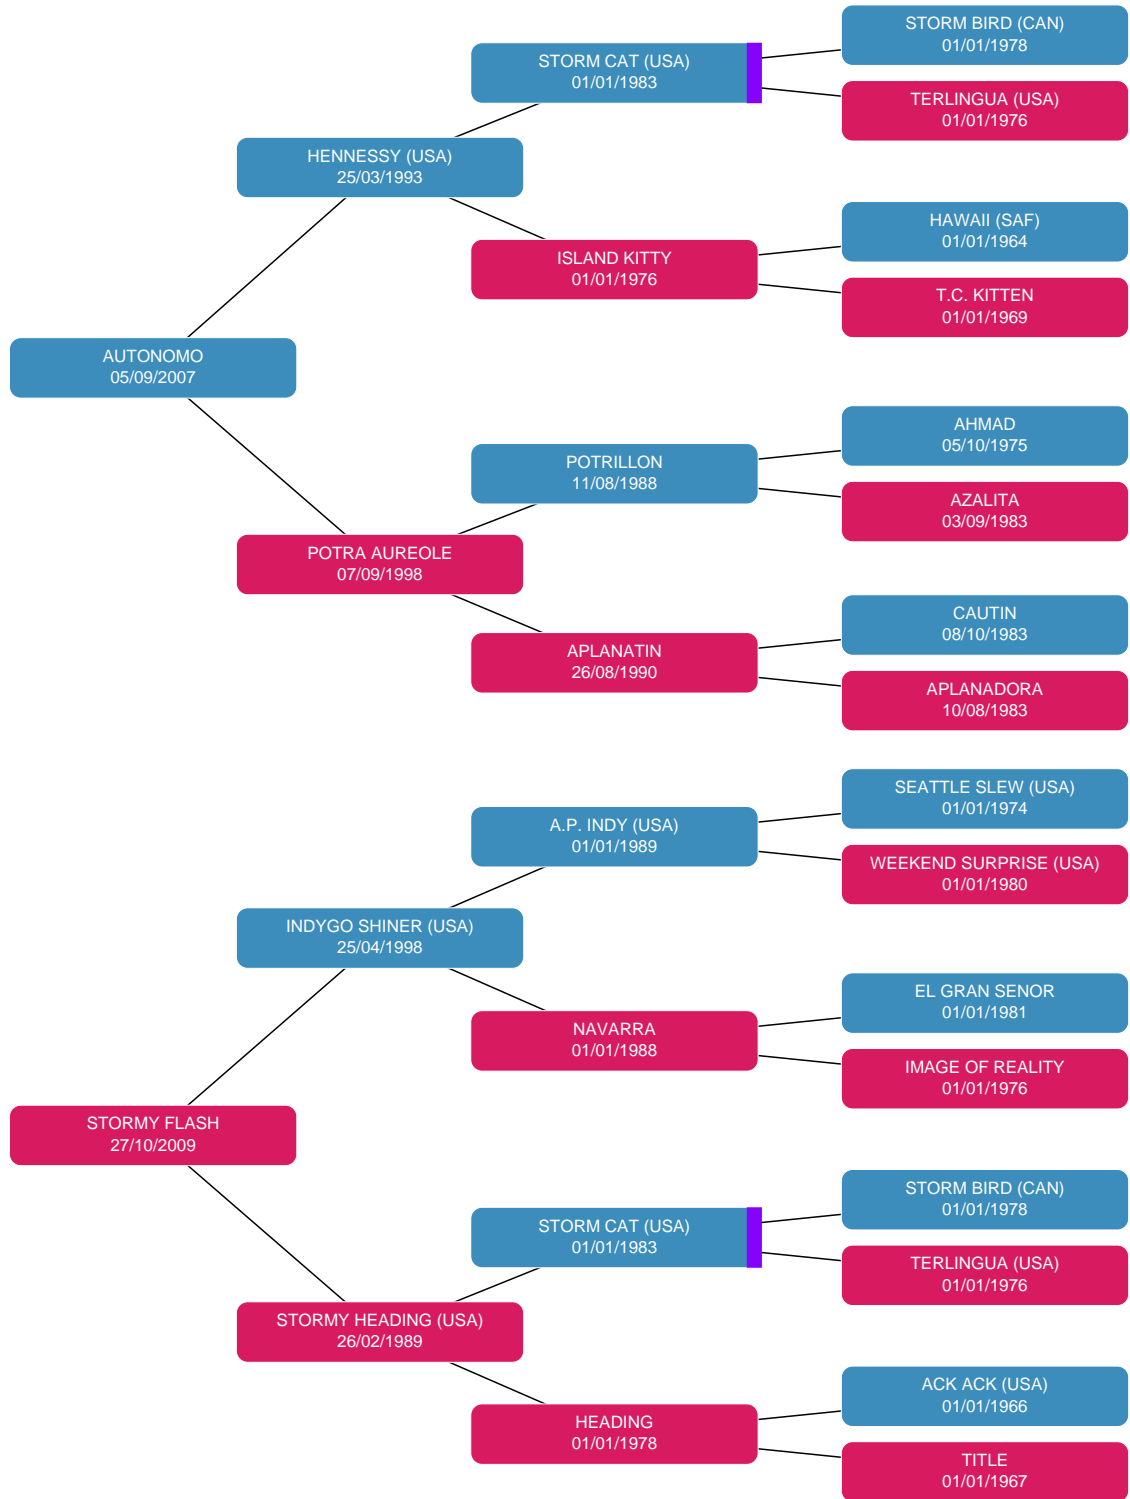 STORM BIRD (CAN)
01/01/1978
STORM CAT (USA)
01/01/1983
TERLINGUA (USA)
01/01/1976
HENNESSY (USA)
25/03/1993
HAWAII (SAF)
01/01/1964
ISLAND KITTY
01/01/1976
T.C. KITTEN
01/01/1969
AUTONOMO
05/09/2007
AHMAD
05/10/1975
POTRILLON
11/08/1988
AZALITA
03/09/1983
POTRA AUREOLE
07/09/1998
CAUTIN
08/10/1983
APLANATIN
26/08/1990
APLANADORA
10/08/1983
SEATTLE SLEW (USA)
01/01/1974
A.P. INDY (USA)
01/01/1989
WEEKEND SURPRISE (USA)
01/01/1980
INDYGO SHINER (USA)
25/04/1998
EL GRAN SENOR
01/01/1981
NAVARRA
01/01/1988
IMAGE OF REALITY
01/01/1976
STORMY FLASH
27/10/2009
STORM BIRD (CAN)
01/01/1978
STORM CAT (USA)
01/01/1983
TERLINGUA (USA)
01/01/1976
STORMY HEADING (USA)
26/02/1989
ACK ACK (USA)
01/01/1966
HEADING
01/01/1978
TITLE
01/01/1967